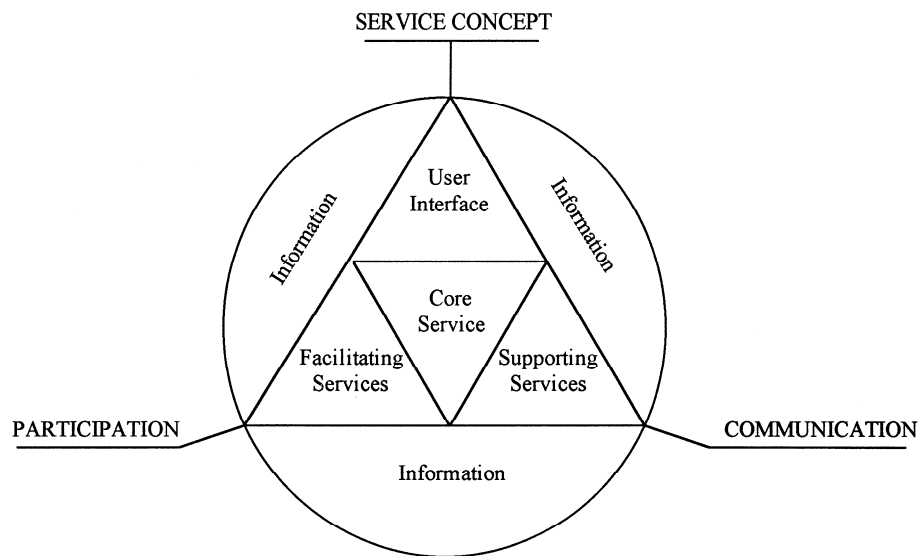 SERVICE CONCEPT
User
Interface
Information
Information
Core
Service
Facilitating
Services
Supporting
Services
PARTICIPATION
COMMUNICATION
Information